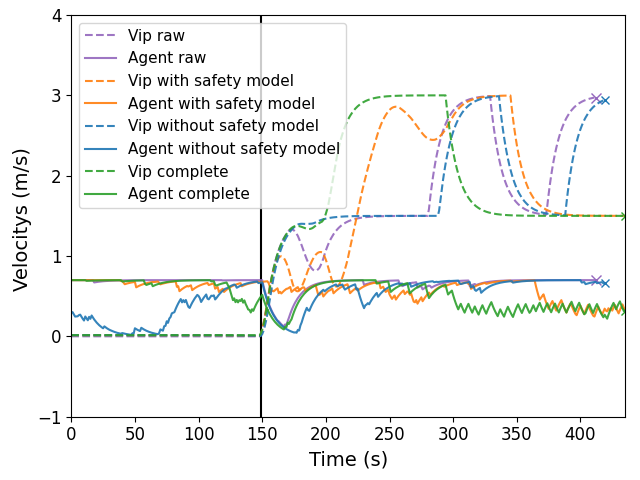 4
3
2
1
0
−1
Velocitys (m/s)
Vip raw
Agent raw
Vip with safety model
Agent with safety model
Vip without safety model
Agent without safety model
Vip complete
Agent complete
0 50 100 150 200 250 300 350 400
Time (s)